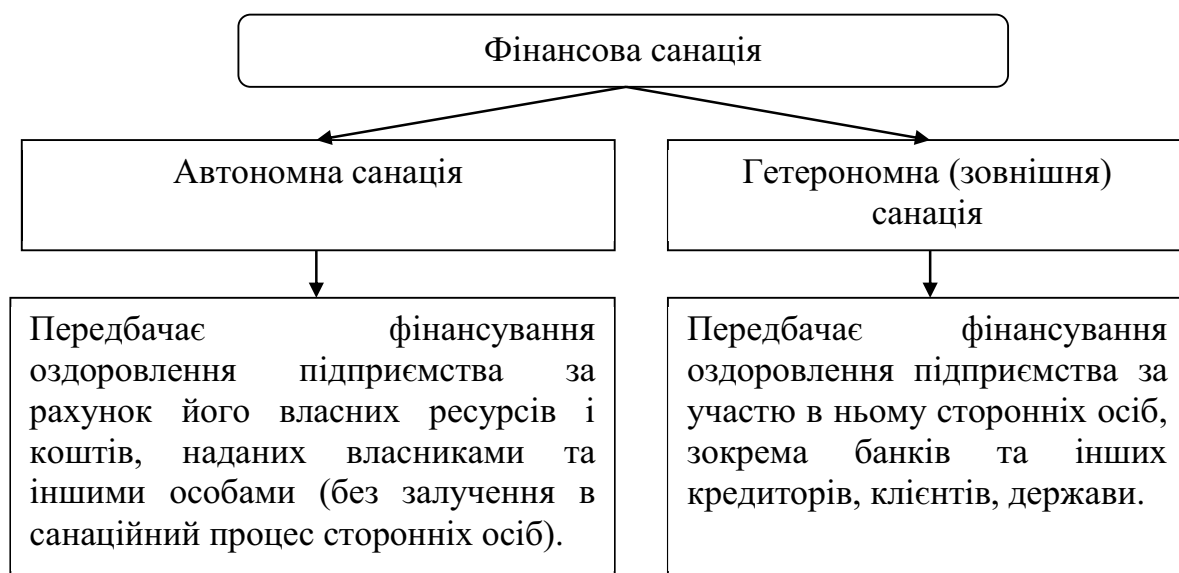 Фінансова санація
Автономна санація
Гетерономна (зовнішня)
санація
Передбачає фінансування
оздоровлення підприємства за
рахунок його власних ресурсів і
коштів, наданих власниками та
іншими особами (без залучення в
санаційний процес сторонніх осіб).
Передбачає фінансування
оздоровлення підприємства за
участю в ньому сторонніх осіб,
зокрема банків та інших
кредиторів, клієнтів, держави.